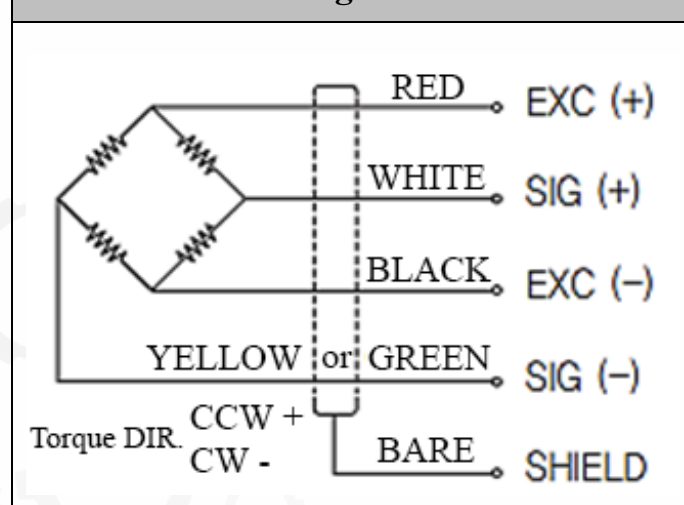 RED EXC (+)
WHITE SIG (+)
BLACK EXC (-)
YELLOW or GREEN SIG (-)
Torque DIR. CCW +
CW -
BARE SHIELD